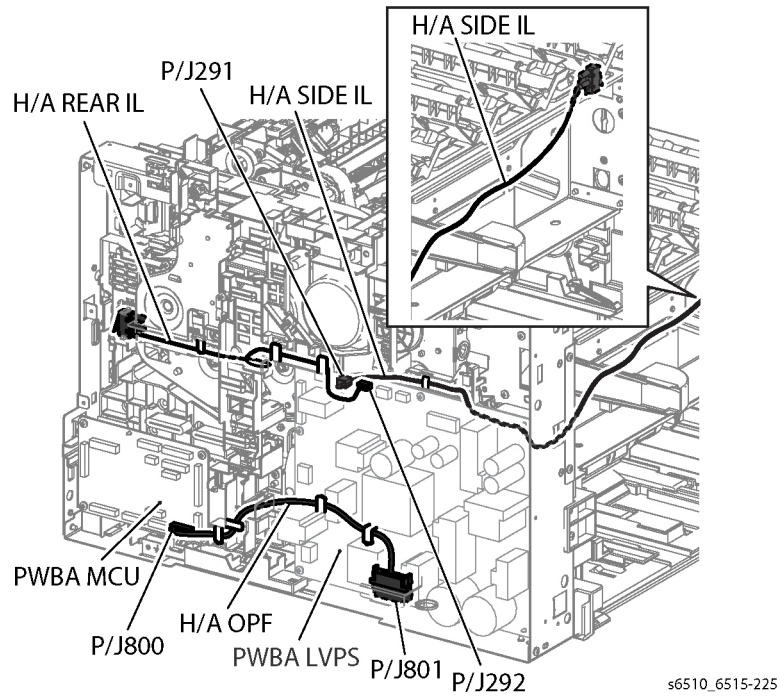 H/A SIDE IL
P/J291
H/A SIDE IL
H/A REAR IL
PWBA MCU
H/A OPF
P/J800
PWBA LVPS
P/J801
P/J292
s6510_6515-225